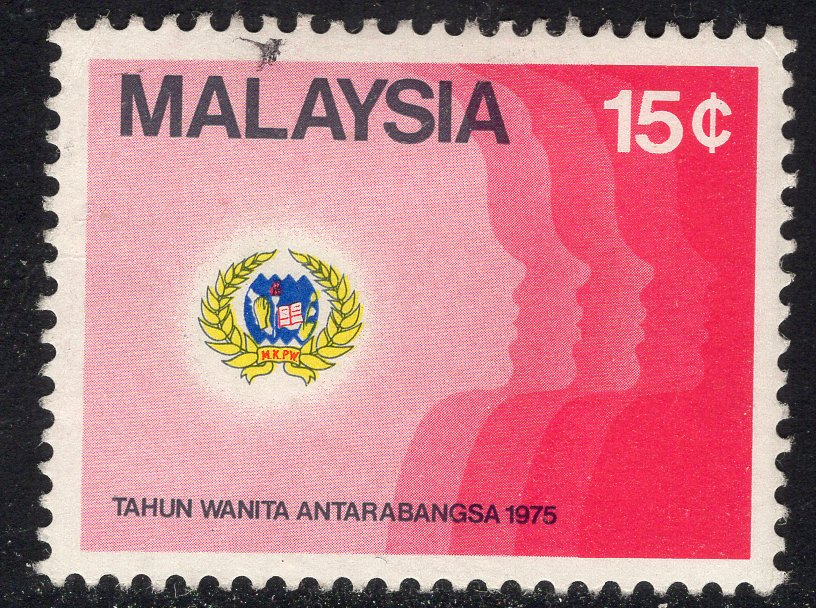 MALAYSIA
15¢
M.K.P.W.
TAHUN WANITA ANTARABANGSA 1975